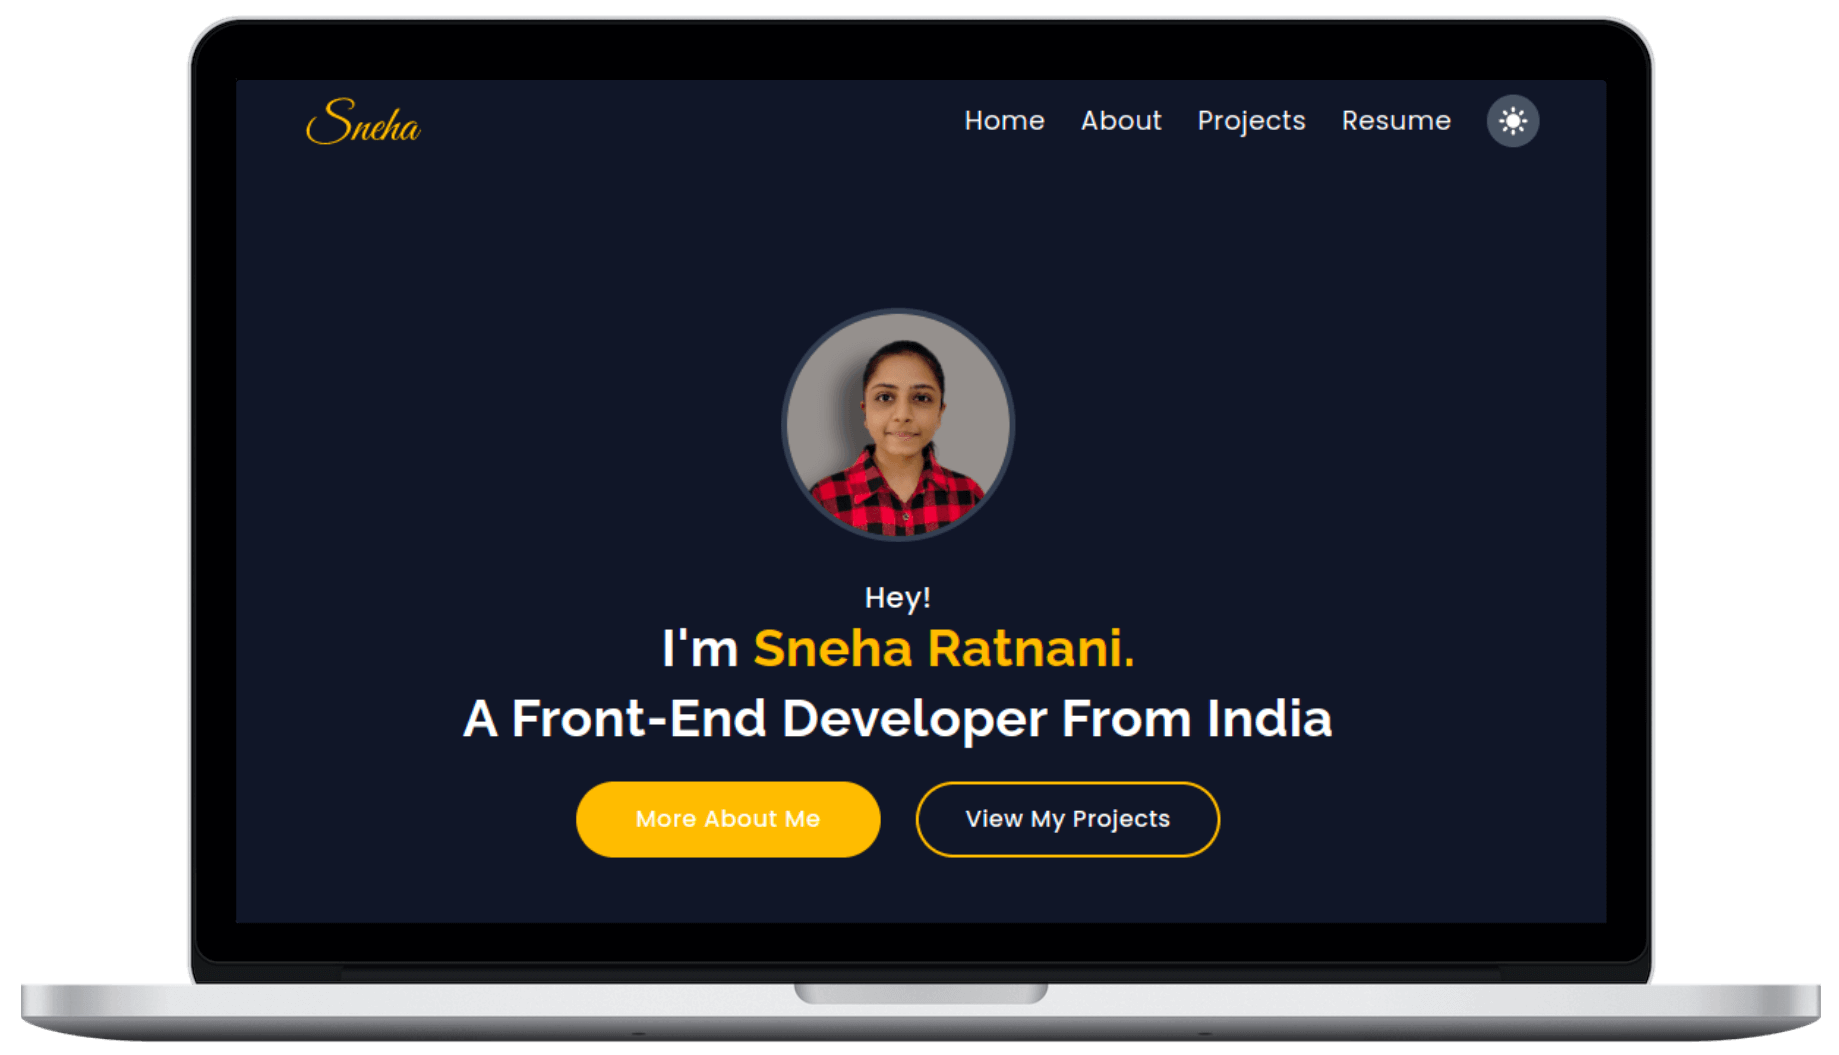 Sneha
Home About Projects Resume
Hey!
I'm Sneha Ratnani.
A Front-End Developer From India
More About Me View My Projects